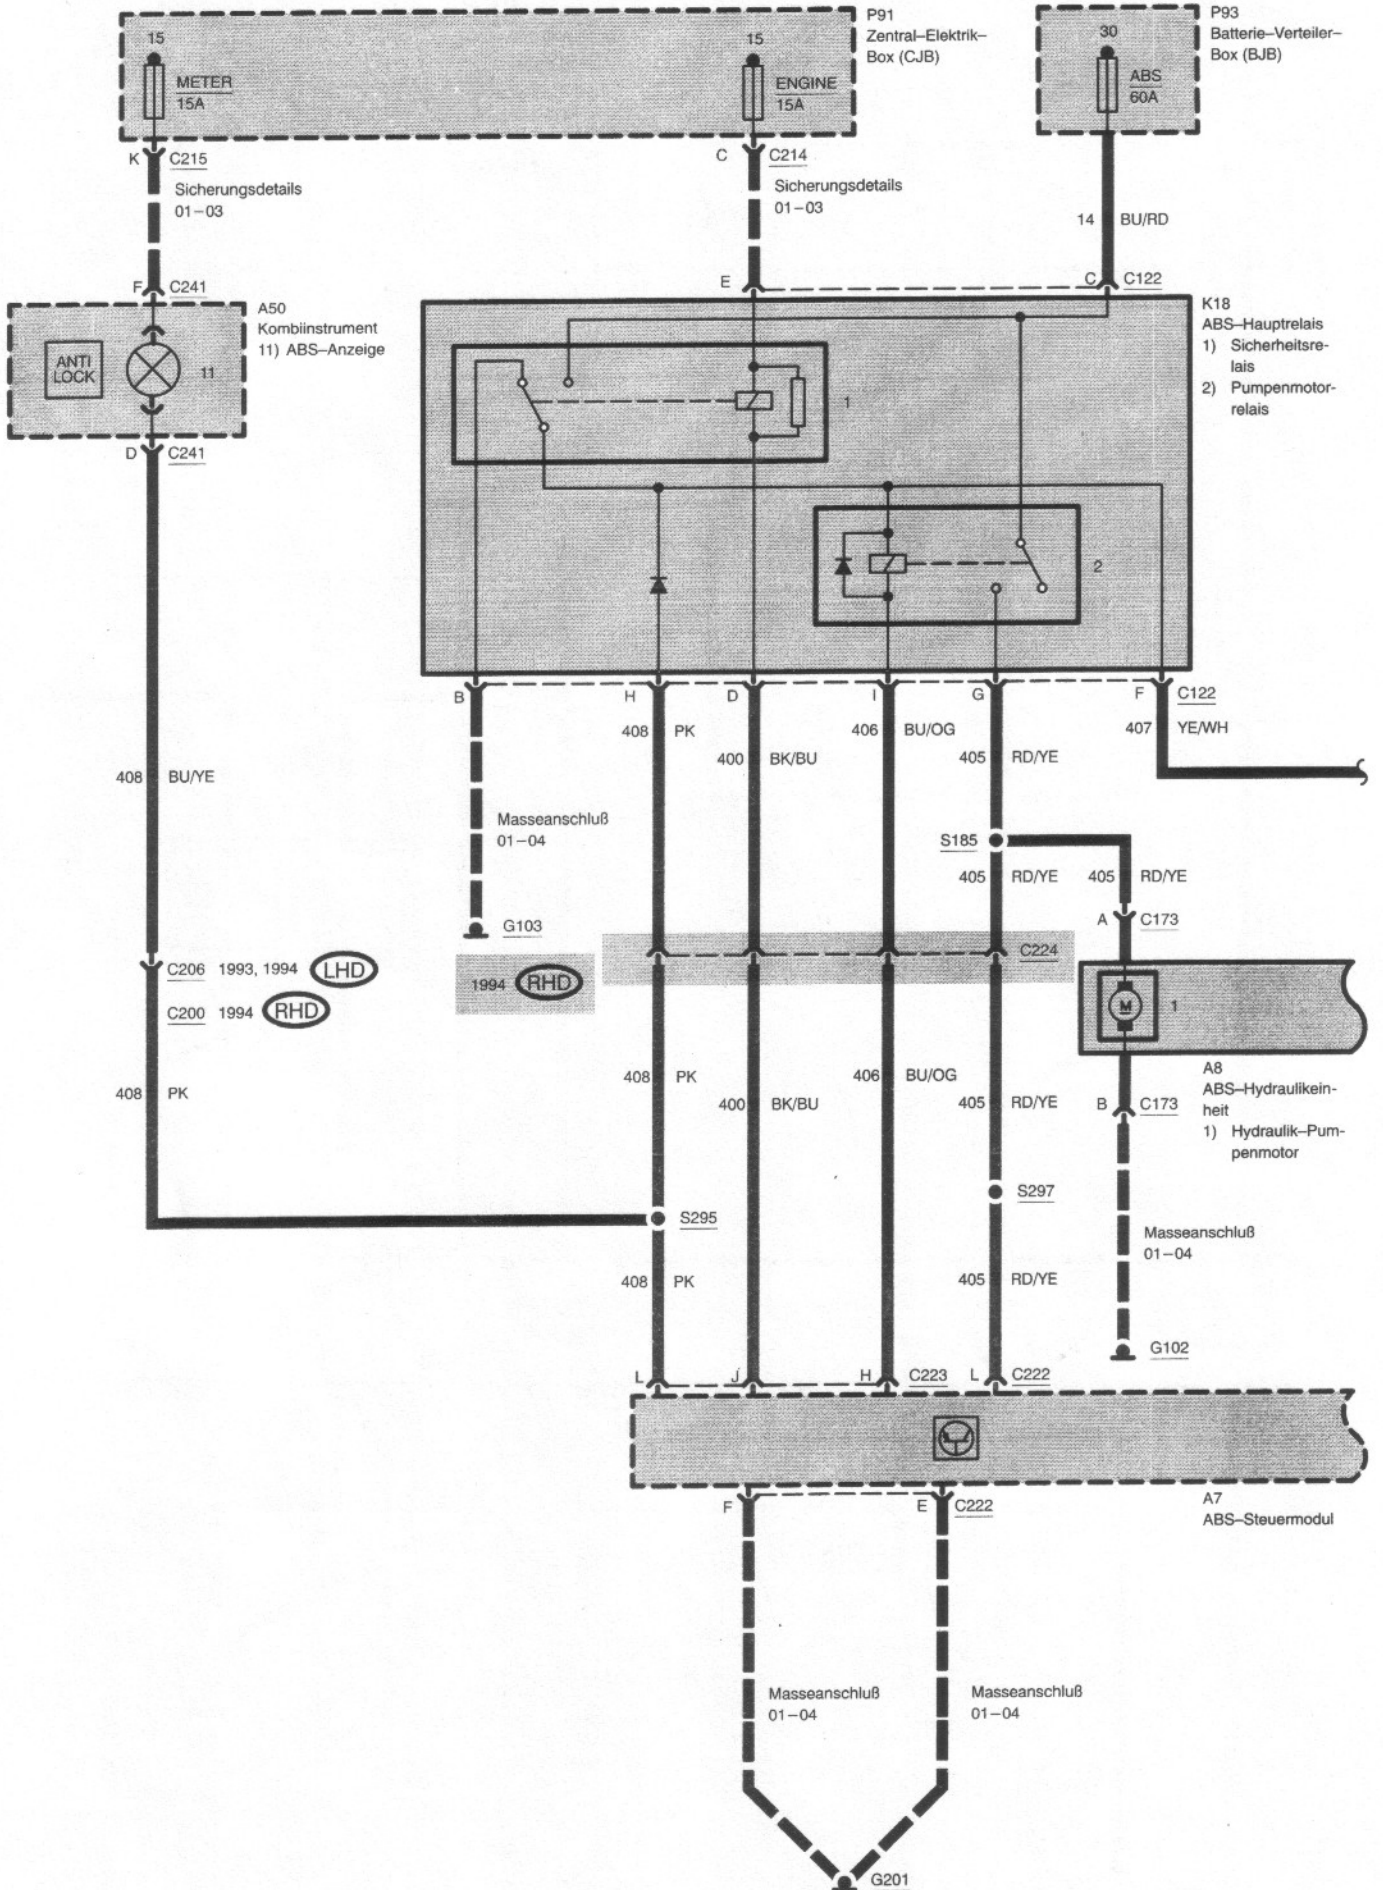 15
METER
15A
15
ENGINE
15A
P91
Zentral–Elektrik–
Box (CJB)
30
ABS
60A
P93
Batterie–Verteiler–
Box (BJB)
K
C215
Sicherungsdetails
01–03
C
C214
Sicherungsdetails
01–03
14
BU/RD
F
C241
E
C
C122
A50
Kombiinstrument
11) ABS–Anzeige
ANTI
LOCK
11
D
C241
K18
ABS–Hauptrelais
1) Sicherheitsre-
lais
2) Pumpenmotor-
relais
1
2
B
H
D
I
G
F
C122
408
PK
400
BK/BU
406
BU/OG
405
RD/YE
407
YE/WH
408
BU/YE
Masseanschluß
01–04
G103
S185
405
RD/YE
405
RD/YE
A
C173
C206 1993, 1994 LHD
C200 1994 RHD
1994 RHD
C224
M
1
A8
ABS–Hydraulikein-
heit
1) Hydraulik–Pum-
penmotor
408
PK
408
PK
400
BK/BU
406
BU/OG
405
RD/YE
B
C173
S297
S295
Masseanschluß
01–04
408
PK
405
RD/YE
G102
L
J
H
C223
L
C222
A7
ABS–Steuermodul
F
E
C222
Masseanschluß
01–04
Masseanschluß
01–04
G201